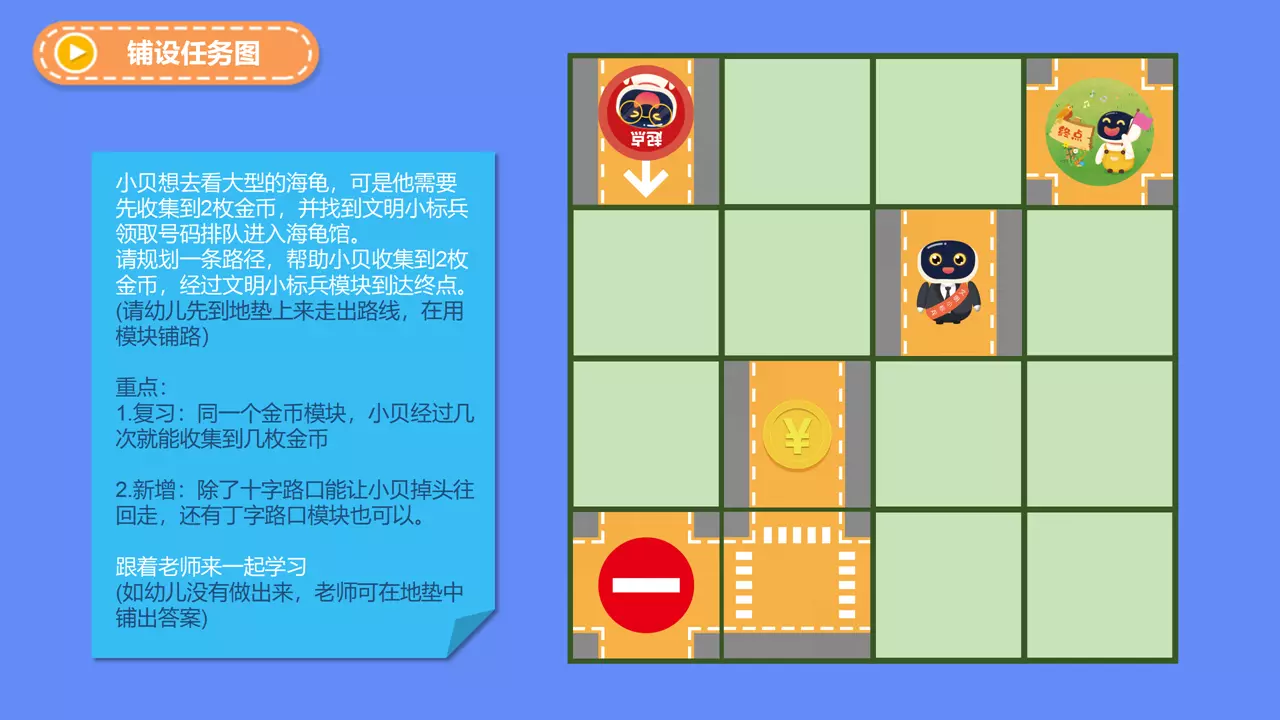 铺设任务图
小贝想去看大型的海龟，可是他需要
先收集到2枚金币，并找到文明小标兵
领取号码排队进入海龟馆。
请规划一条路径，帮助小贝收集到2枚
金币，经过文明小标兵模块到达终点。
(请幼儿先到地垫上来走出路线，在用
模块铺路)
重点：
1.复习：同一个金币模块，小贝经过几
次就能收集到几枚金币
2.新增：除了十字路口能让小贝掉头往
回走，还有丁字路口模块也可以。
跟着老师来一起学习
(如幼儿没有做出来，老师可在地垫中
铺出答案)
起点
终点
¥